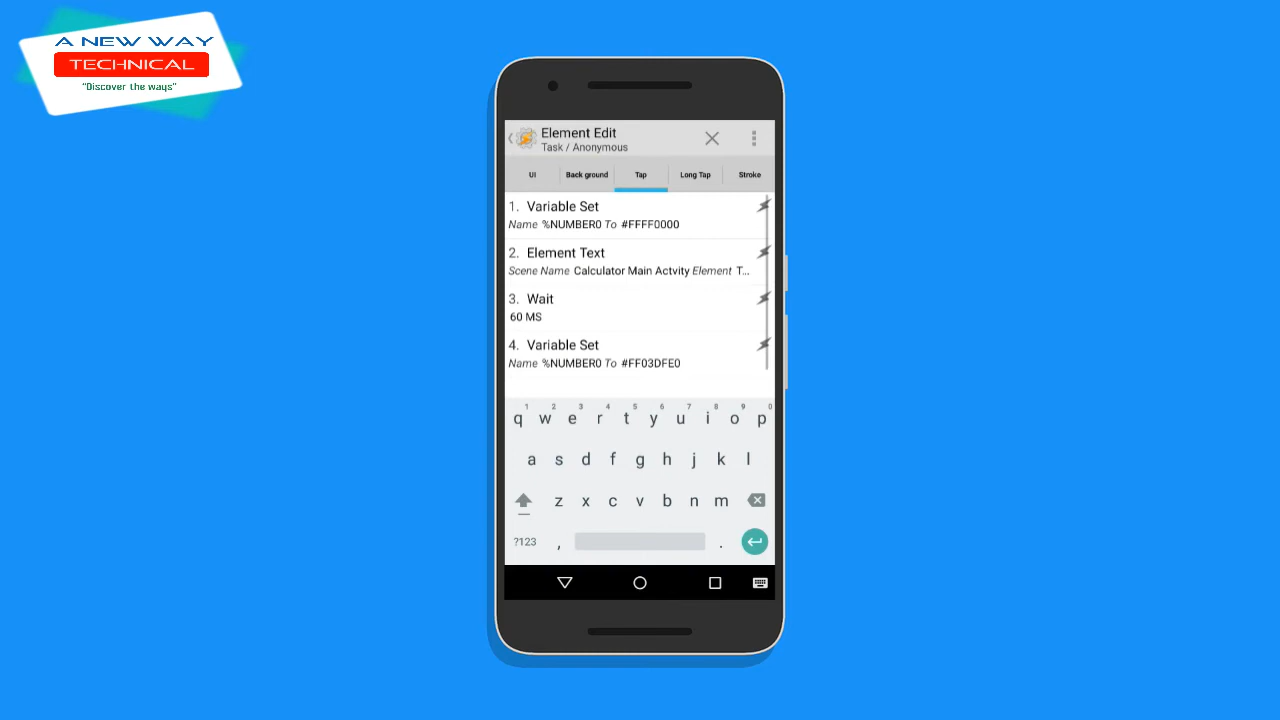 A NEW WAY
TECHNICAL
"Discover the ways"
Element Edit
Task / Anonymous
UI
Back ground
Tap
Long Tap
Stroke
1. Variable Set
Name %NUMBER0 To #FFFF0000
2. Element Text
Scene Name Calculator Main Actvity Element T...
3. Wait
60 MS
4. Variable Set
Name %NUMBER0 To #FF03DFE0
1 2 3 4 5 6 7 8 9 0
q w e r t y u i o p
a s d f g h j k l
z x c v b n m
?123 , .